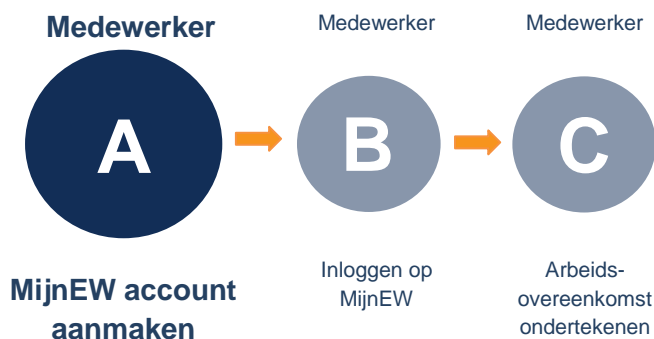 Medewerker
Medewerker
Medewerker
A
B
C
MijnEW account
aanmaken
Inloggen op
MijnEW
Arbeids-
overeenkomst
ondertekenen